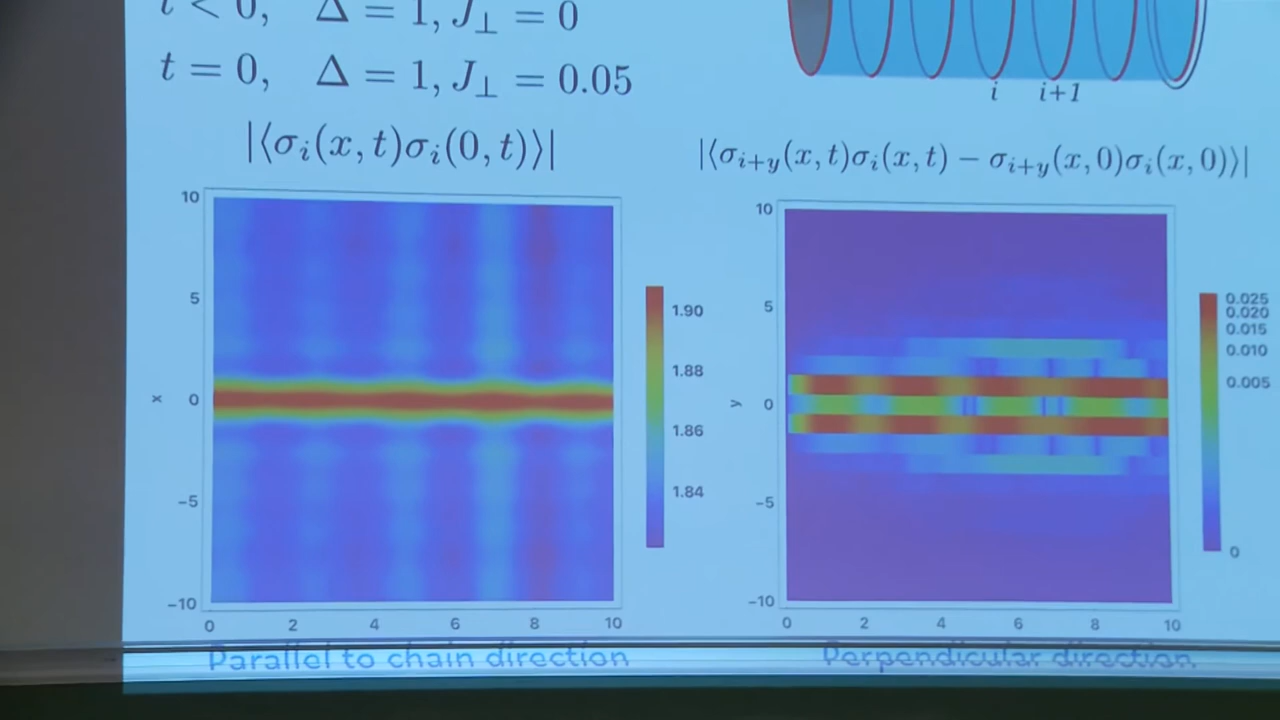 t < 0, Δ = 1, J⊥ = 0
t = 0, Δ = 1, J⊥ = 0.05
i i+1
|⟨σᵢ(x, t)σᵢ(0, t)⟩|
|⟨σᵢ₊ᵧ(x, t)σᵢ(x, t) − σᵢ₊ᵧ(x, 0)σᵢ(x, 0)⟩|
10
5
x 0
−5
−10
0 2 4 6 8 10
1.90
1.88
1.86
1.84
Parallel to chain direction
10
5
y 0
−5
−10
0 2 4 6 8 10
0.025
0.020
0.015
0.010
0.005
0
Perpendicular direction